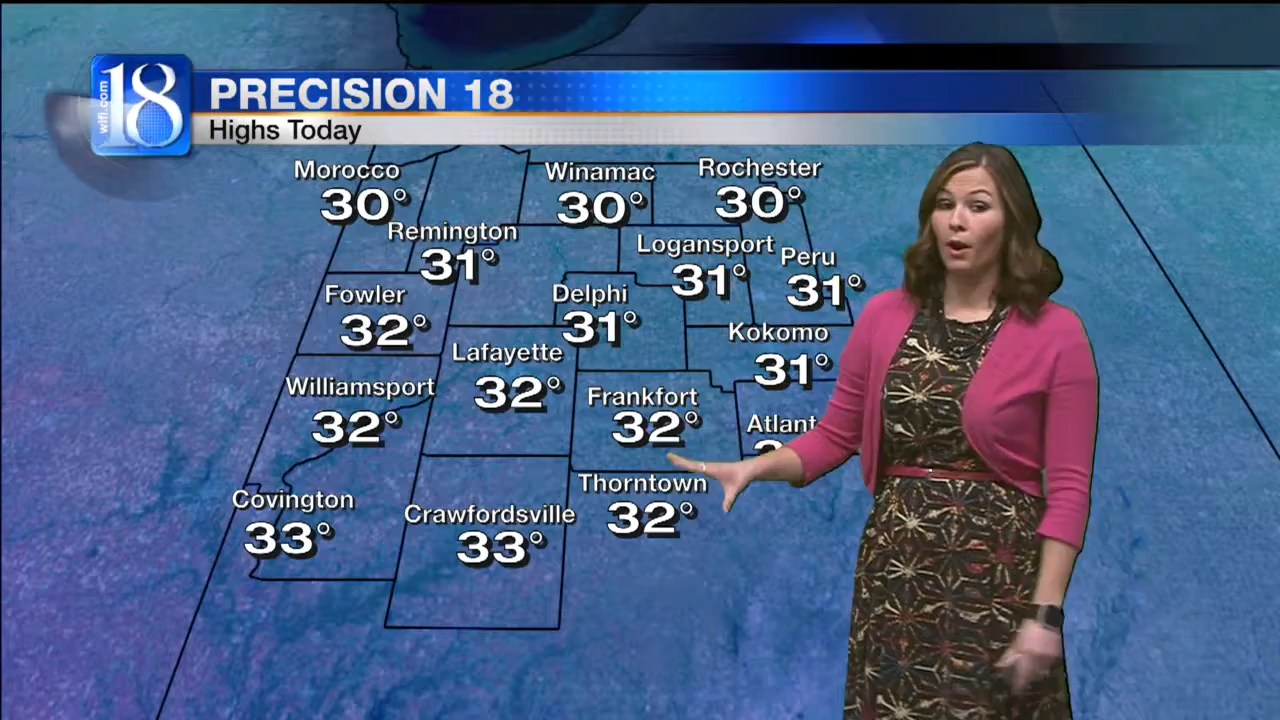 wlfi.com
18
PRECISION 18
Highs Today
Morocco
30°
Winamac
30°
Rochester
30°
Remington
31°
Logansport
31°
Peru
31°
Fowler
32°
Delphi
31°
Kokomo
31°
Lafayette
32°
Williamsport
32°
Frankfort
32°
Atlant
Thorntown
32°
Covington
33°
Crawfordsville
33°